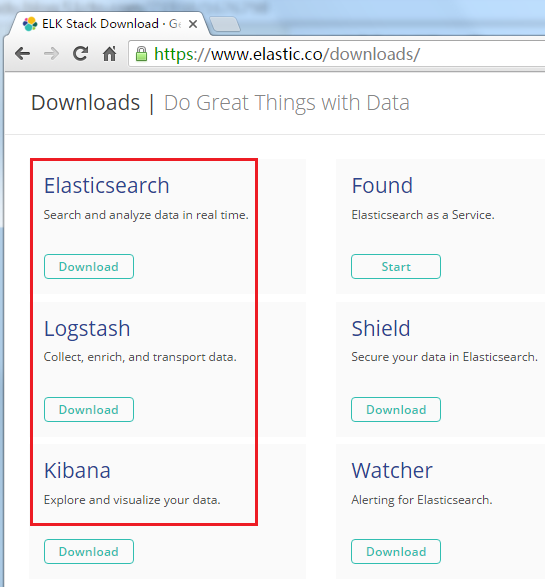 ELK Stack Download · Ge
https://www.elastic.co/downloads/
Downloads | Do Great Things with Data
Elasticsearch
Search and analyze data in real time.
Download
Found
Elasticsearch as a Service.
Start
Logstash
Collect, enrich, and transport data.
Download
Shield
Secure your data in Elasticsearch.
Download
Kibana
Explore and visualize your data.
Download
Watcher
Alerting for Elasticsearch.
Download